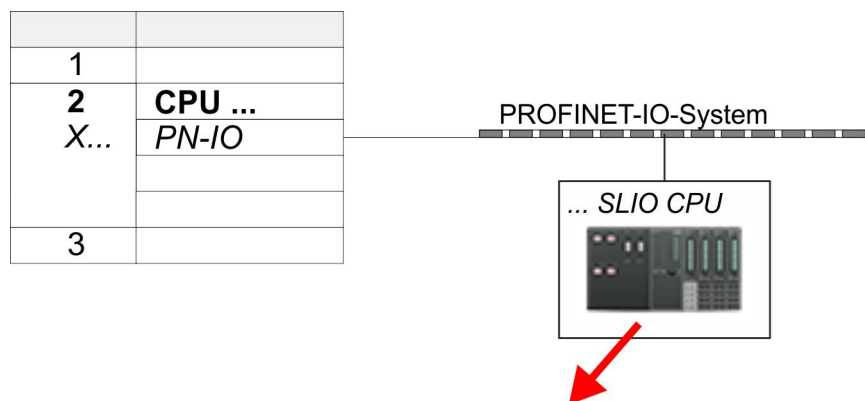 1
2 CPU ...
X... PN-IO
3
PROFINET-IO-System
... SLIO CPU